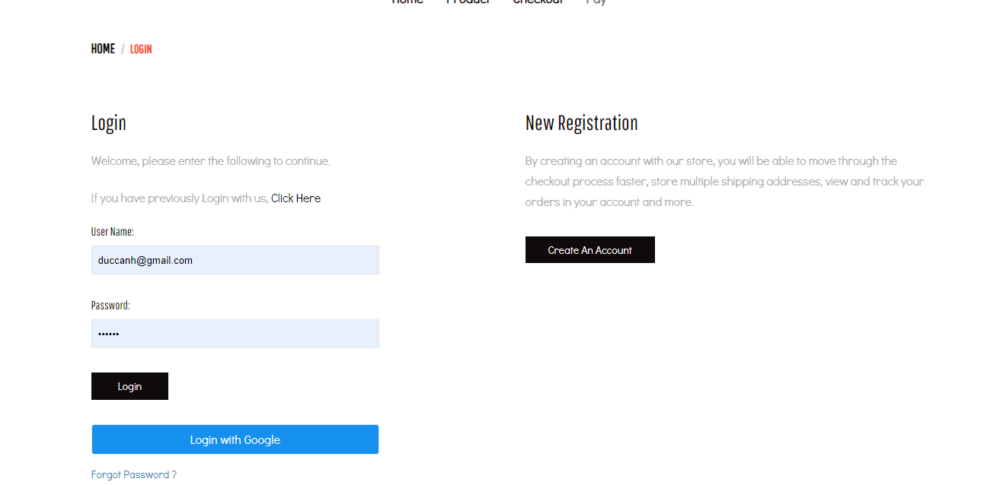 Home Product Checkout Pay
HOME / LOGIN
Login
Welcome, please enter the following to continue.
If you have previously Login with us, Click Here
User Name:
duccanh@gmail.com
Password:
••••••
Login
Login with Google
Forgot Password ?
New Registration
By creating an account with our store, you will be able to move through the
checkout process faster, store multiple shipping addresses, view and track your
orders in your account and more.
Create An Account